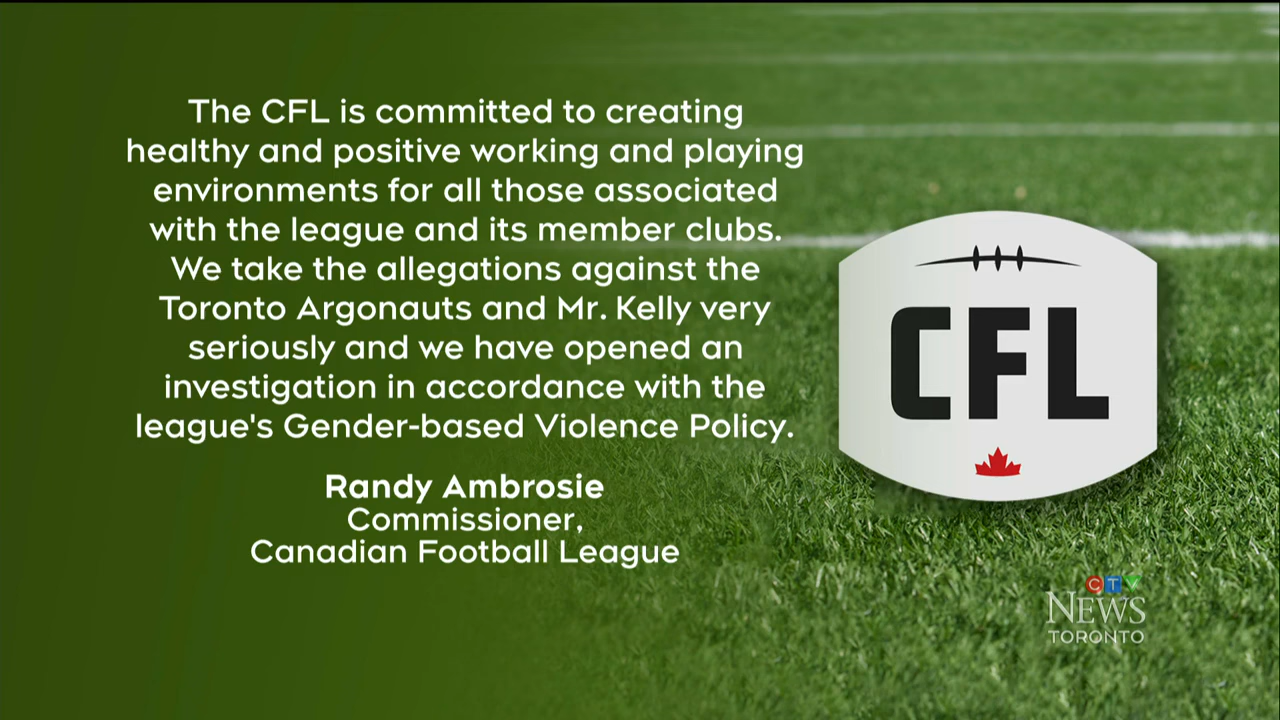 The CFL is committed to creating
healthy and positive working and playing
environments for all those associated
with the league and its member clubs.
We take the allegations against the
Toronto Argonauts and Mr. Kelly very
seriously and we have opened an
investigation in accordance with the
league's Gender-based Violence Policy.
Randy Ambrosie
Commissioner,
Canadian Football League
CFL
CTV
NEWS
TORONTO